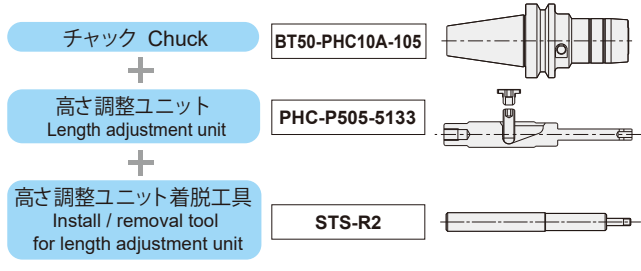 チャック Chuck
BT50-PHC10A-105
+
高さ調整ユニット
Length adjustment unit
PHC-P505-5133
+
高さ調整ユニット着脱工具
Install / removal tool
for length adjustment unit
STS-R2